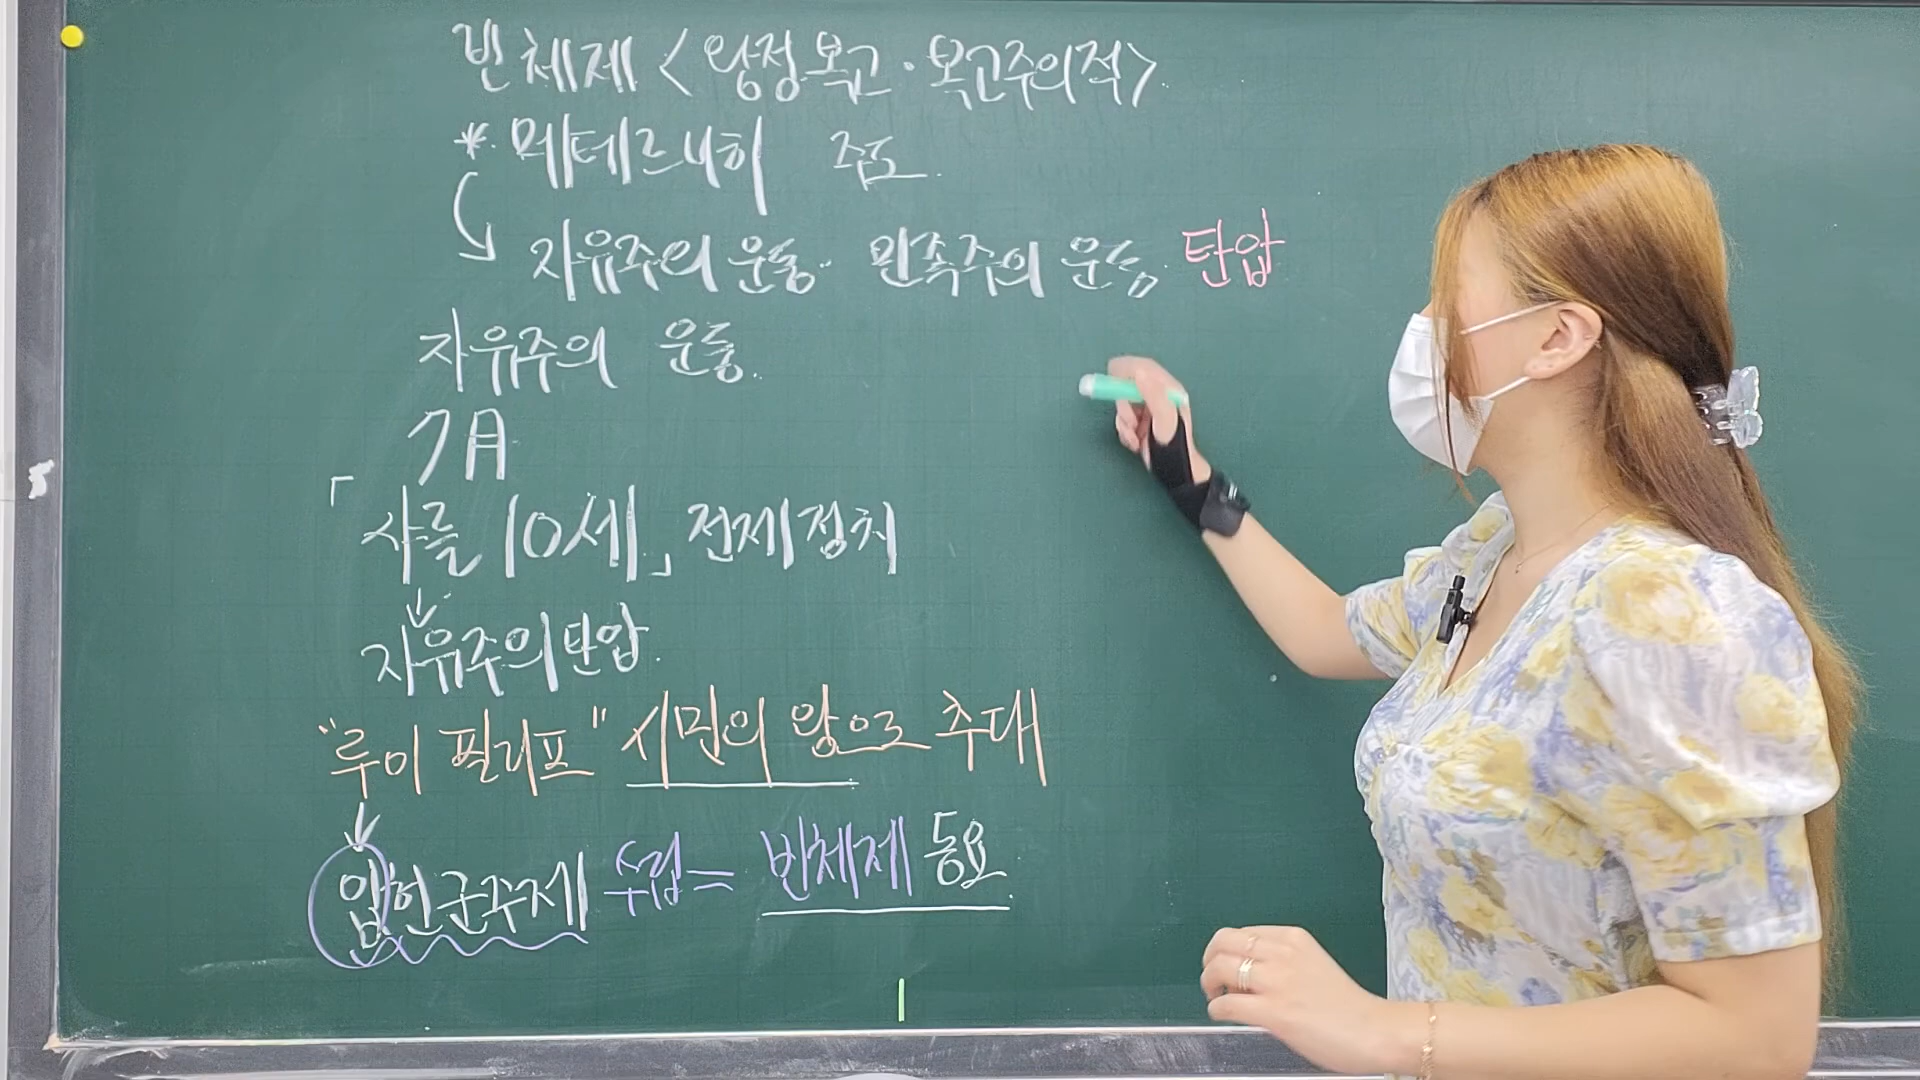 빈체제 <왕정복고·복고주의적>
* 메테르니히 주도.
자유주의 운동. 민족주의 운동. 탄압
자유주의 운동.
7月
「샤를 10세」 전제정치
↓
자유주의탄압.
"루이 필리프" 시민의 왕으로 추대
↓
입헌군주제 수립 = 빈체제 동요